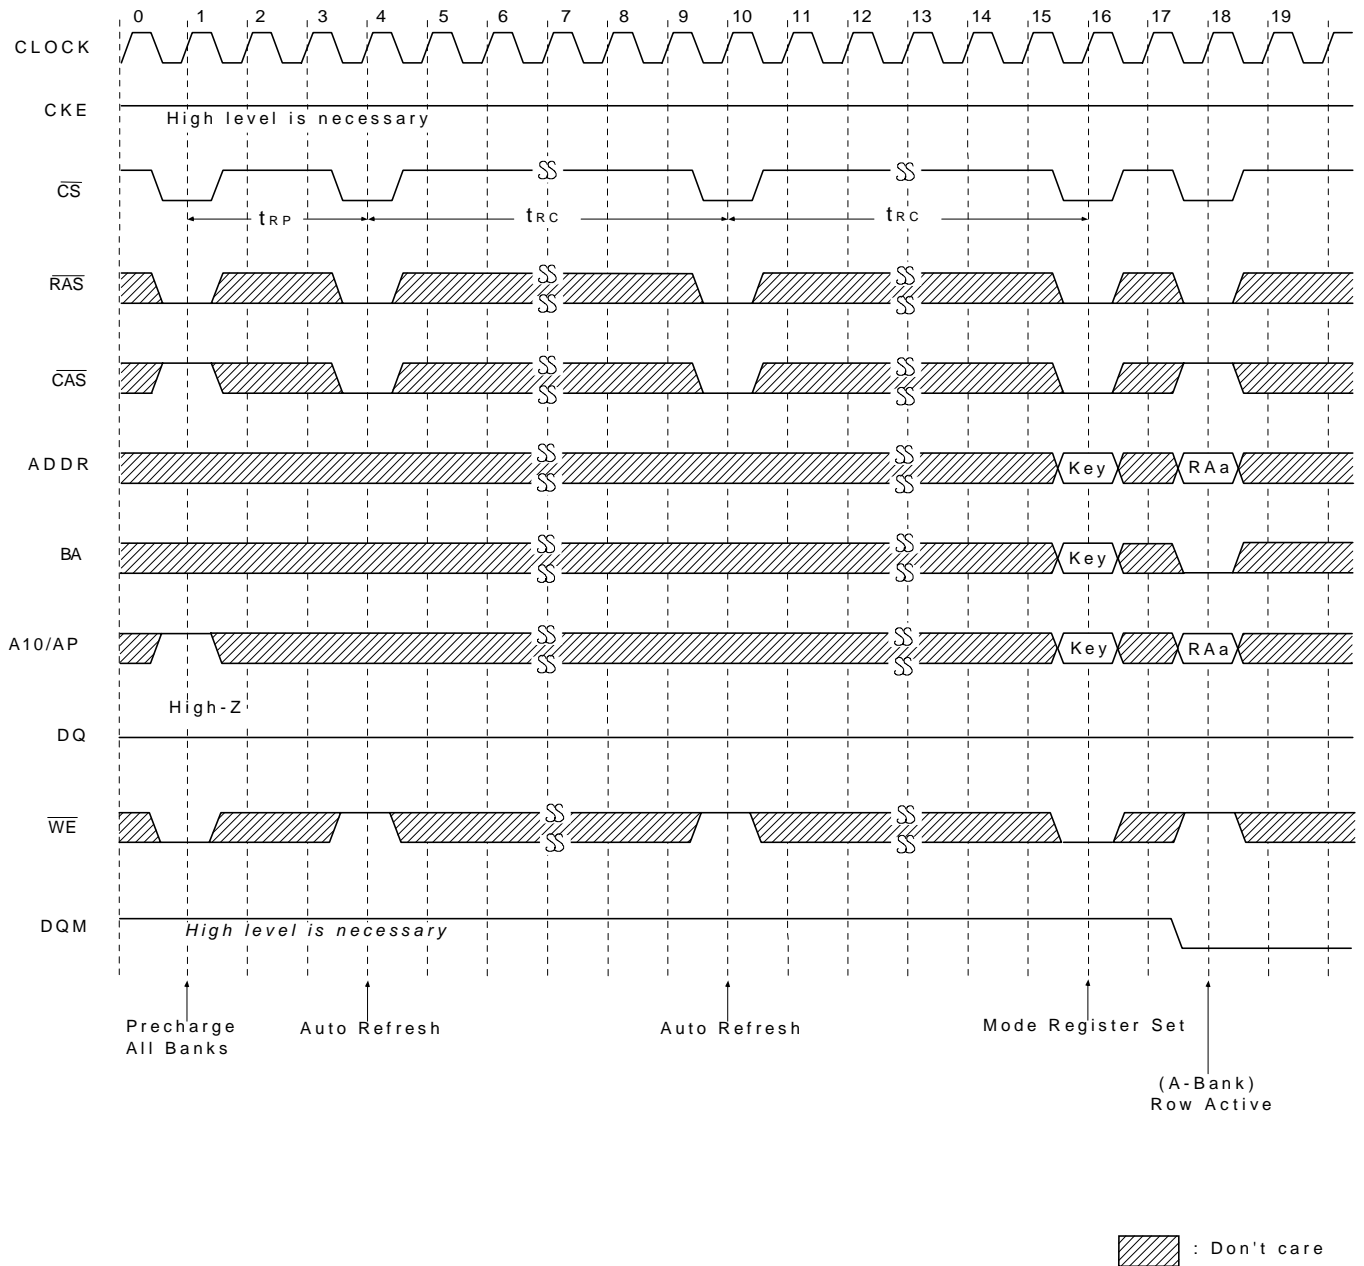 0 1 2 3 4 5 6 7 8 9 10 11 12 13 14 15 16 17 18 19
CLOCK
CKE
High level is necessary
CS
tRP tRC tRC
RAS
CAS
ADDR Key RAa
BA Key
A10/AP Key RAa
High-Z
DQ
WE
DQM
High level is necessary
Precharge
All Banks
Auto Refresh
Auto Refresh
Mode Register Set
(A-Bank)
Row Active
: Don't care